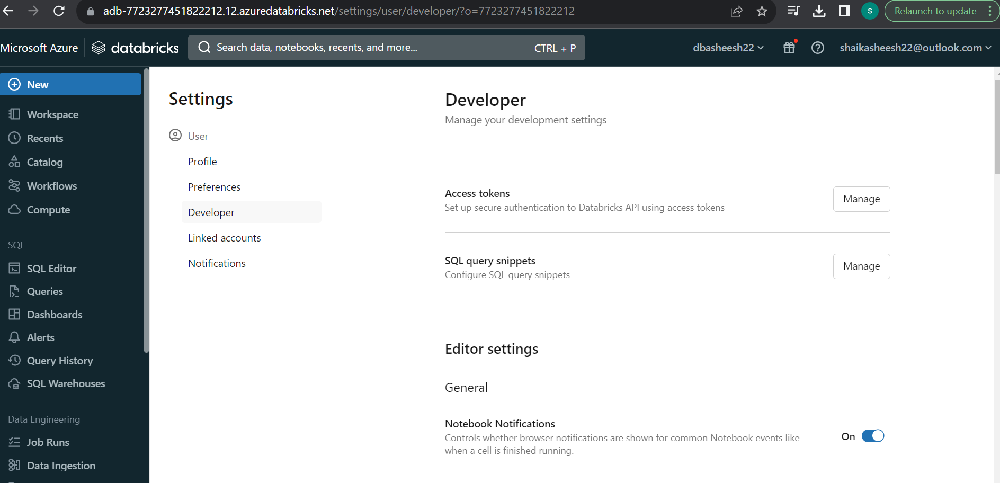 adb-7723277451822212.12.azuredatabricks.net/settings/user/developer/?o=7723277451822212
S
Relaunch to update
Microsoft Azure
databricks
Search data, notebooks, recents, and more...
CTRL + P
dbasheesh22
shaikasheesh22@outlook.com
New
Workspace
Recents
Catalog
Workflows
Compute
SQL
SQL Editor
Queries
Dashboards
Alerts
Query History
SQL Warehouses
Data Engineering
Job Runs
Data Ingestion
Settings
User
Profile
Preferences
Developer
Linked accounts
Notifications
Developer
Manage your development settings
Access tokens
Set up secure authentication to Databricks API using access tokens
Manage
SQL query snippets
Configure SQL query snippets
Manage
Editor settings
General
Notebook Notifications
Controls whether browser notifications are shown for common Notebook events like
when a cell is finished running.
On